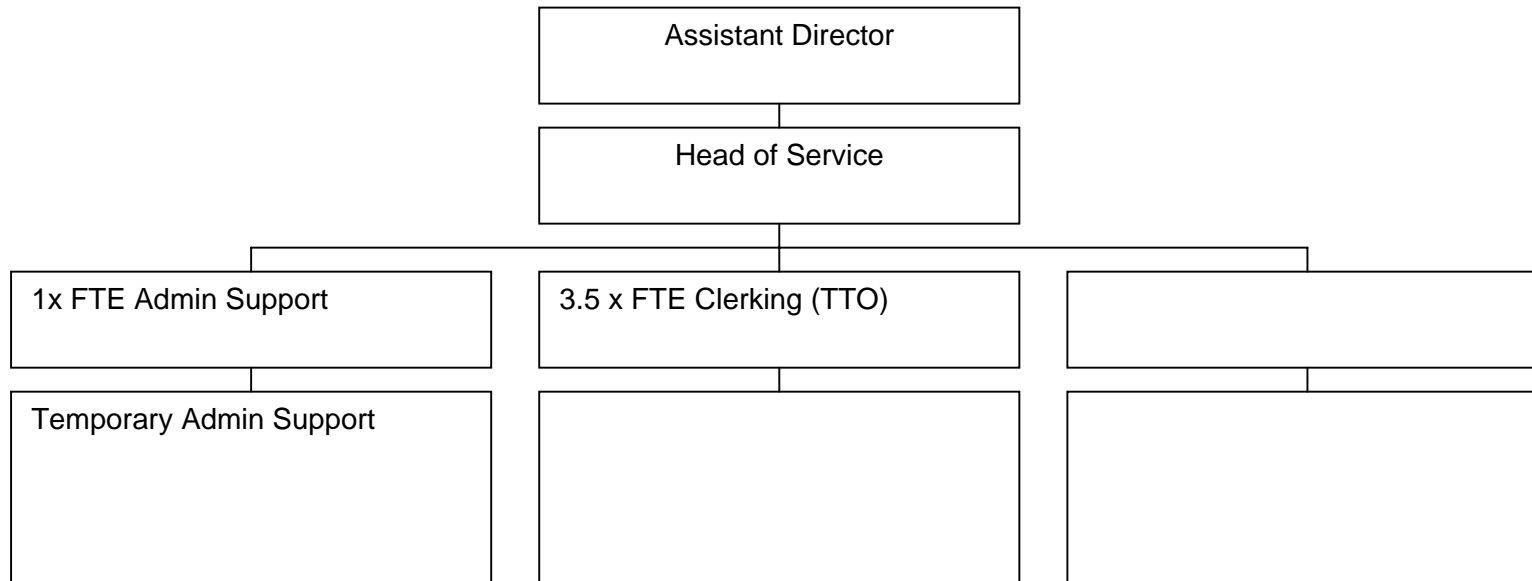 Assistant Director
Head of Service
1x FTE Admin Support
3.5 x FTE Clerking (TTO)
Temporary Admin Support